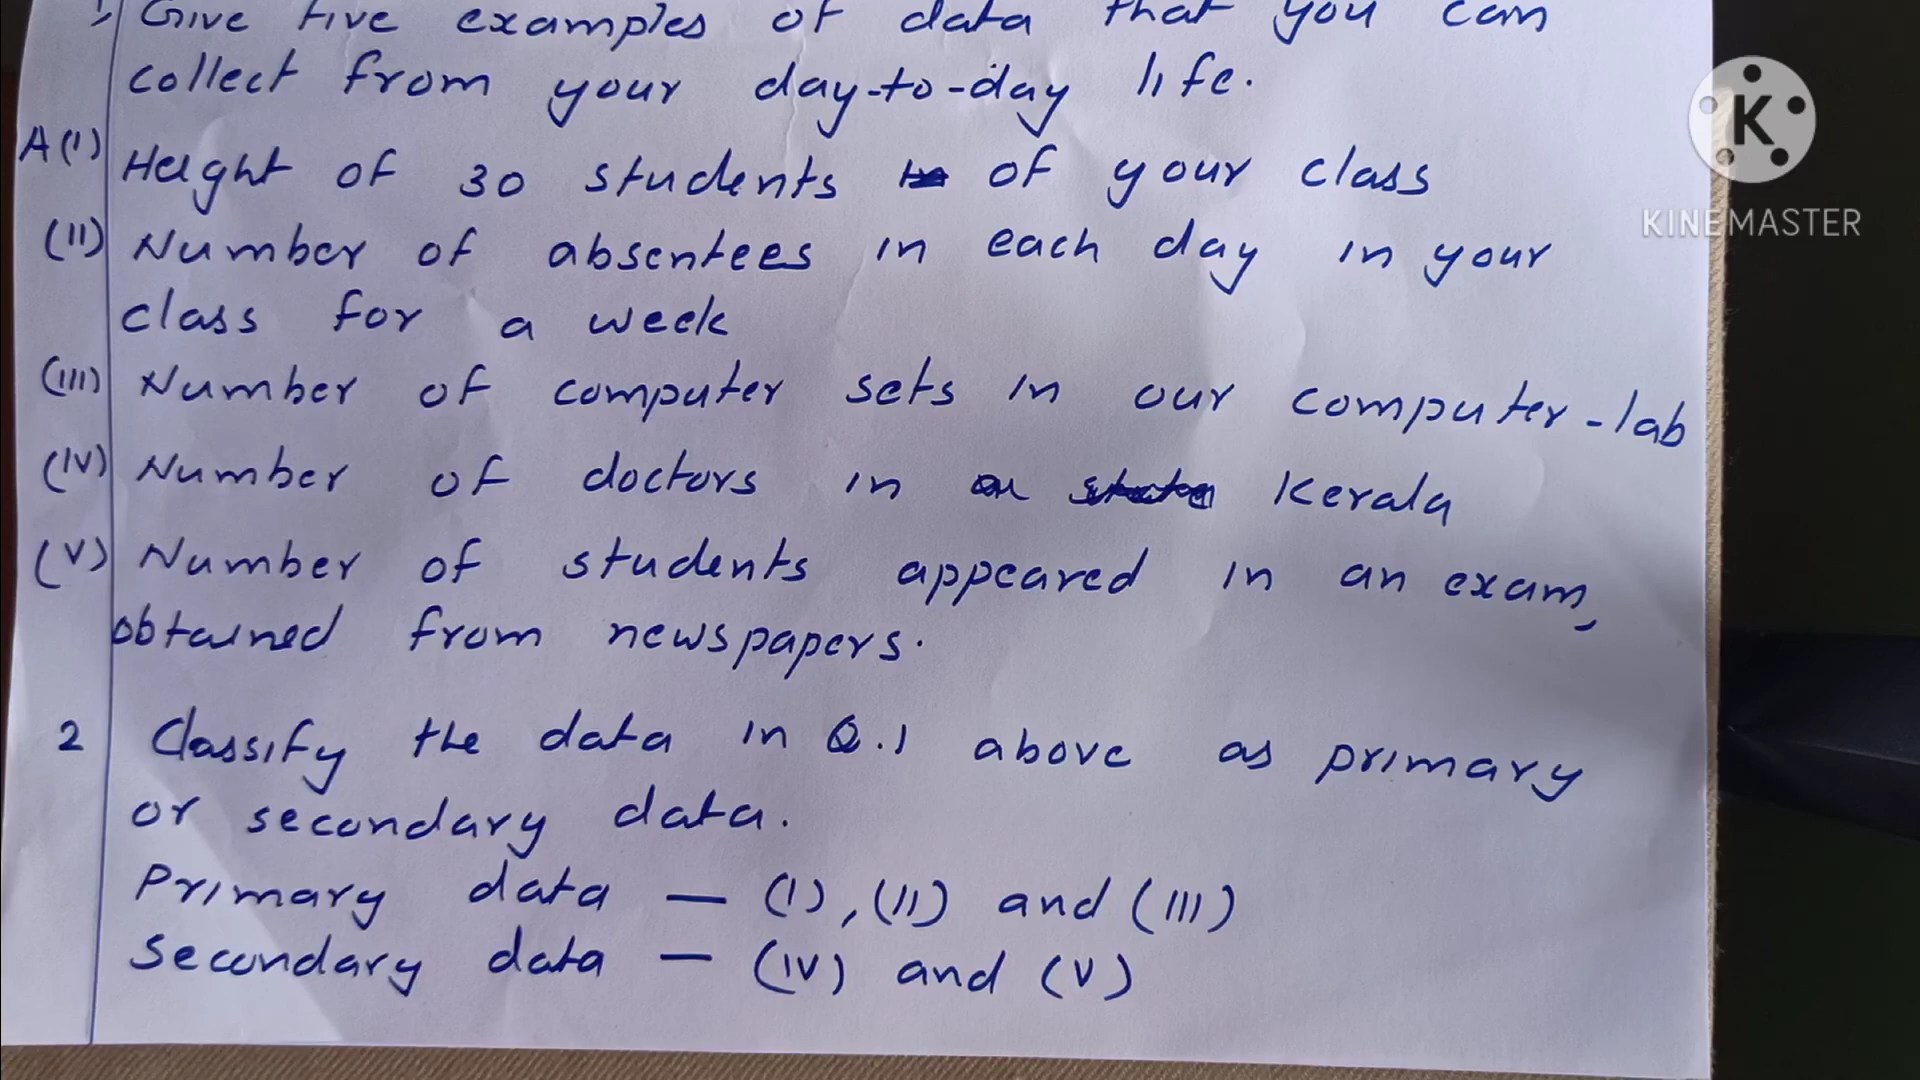 1, Give five examples of data that you can
collect from your day-to-day life.
A (I) Height of 30 students of your class
(II) Number of absentees in each day in your
class for a week
(III) Number of computer sets in our computer-lab
(IV) Number of doctors in Kerala
(V) Number of students appeared in an exam,
obtained from newspapers.
2 Classify the data in Q.1 above as primary
or secondary data.
Primary data — (I), (II) and (III)
Secondary data — (IV) and (V)
K
KINEMASTER